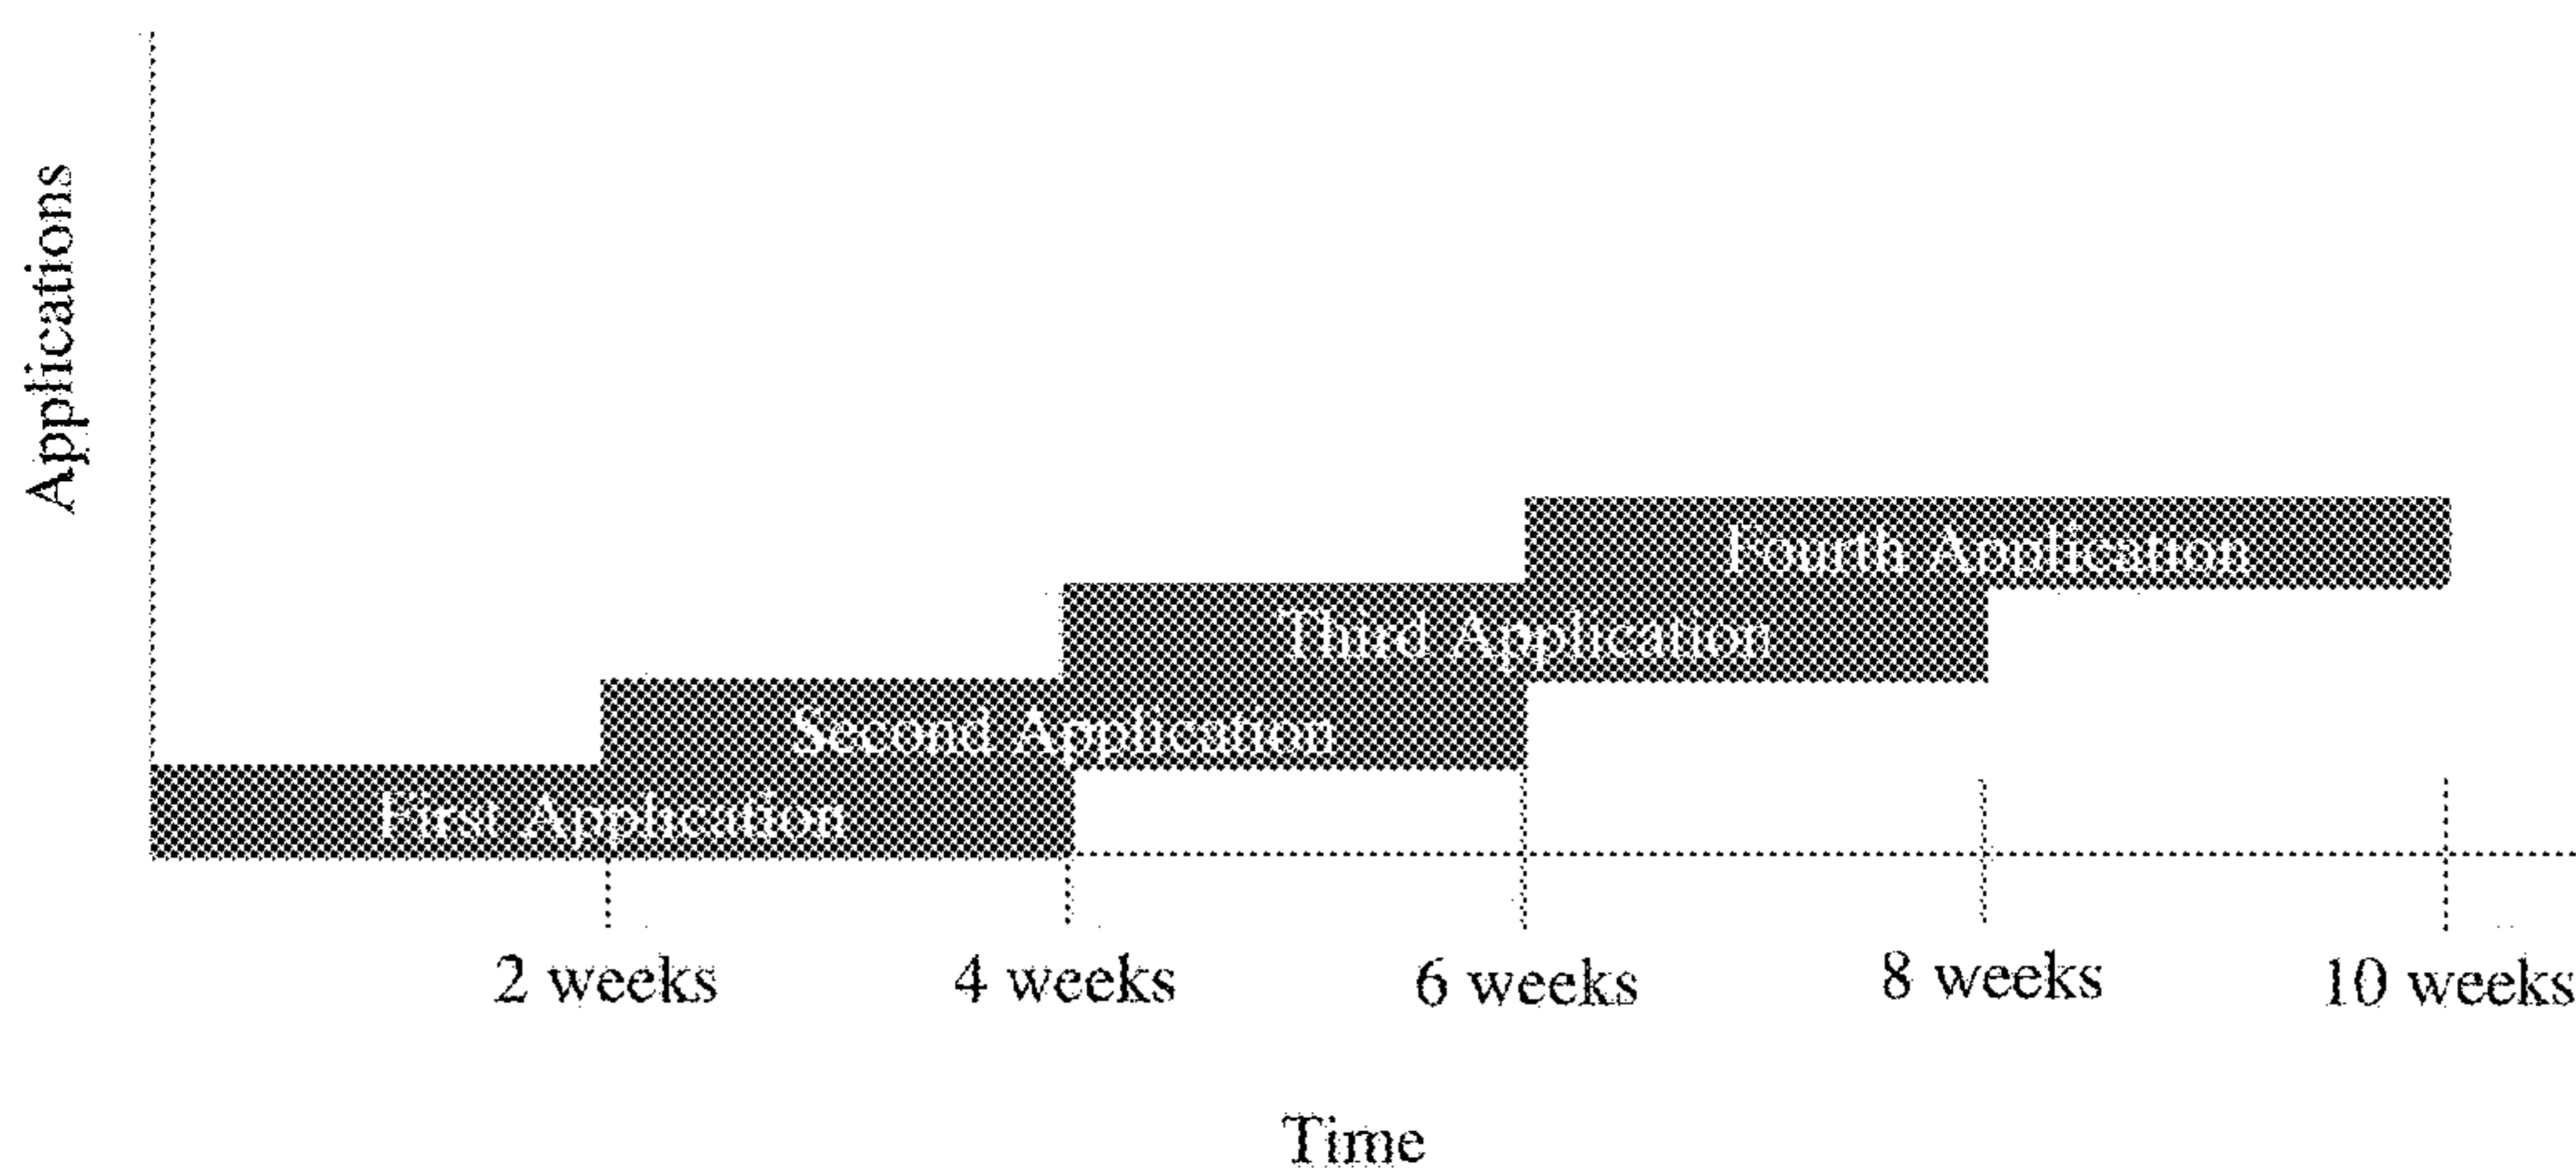 Applications
Fourth Application
Third Application
Second Application
First Application
2 weeks
4 weeks
6 weeks
8 weeks
10 weeks
Time